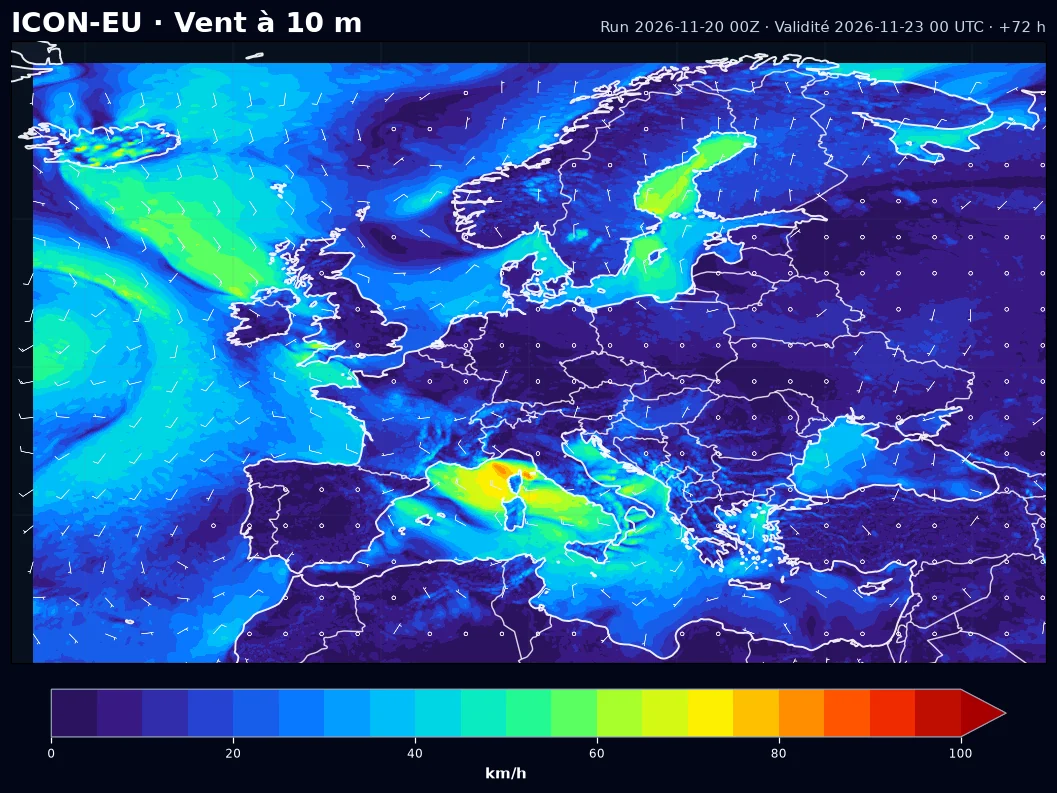 ICON-EU · Vent à 10 m
Run 2026-11-20 00Z · Validité 2026-11-23 00 UTC · +72 h
0 20 40 60 80 100
km/h